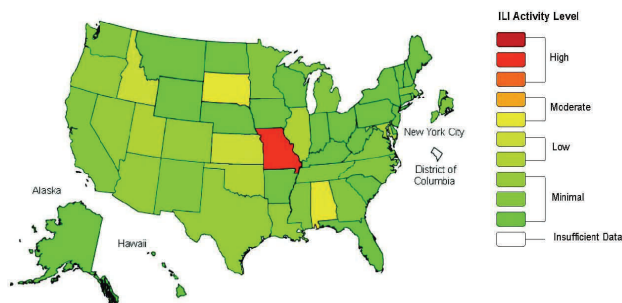 ILI Activity Level
High
Moderate
Low
Minimal
Insufficient Data
New York City
District of
Columbia
Alaska
Hawaii